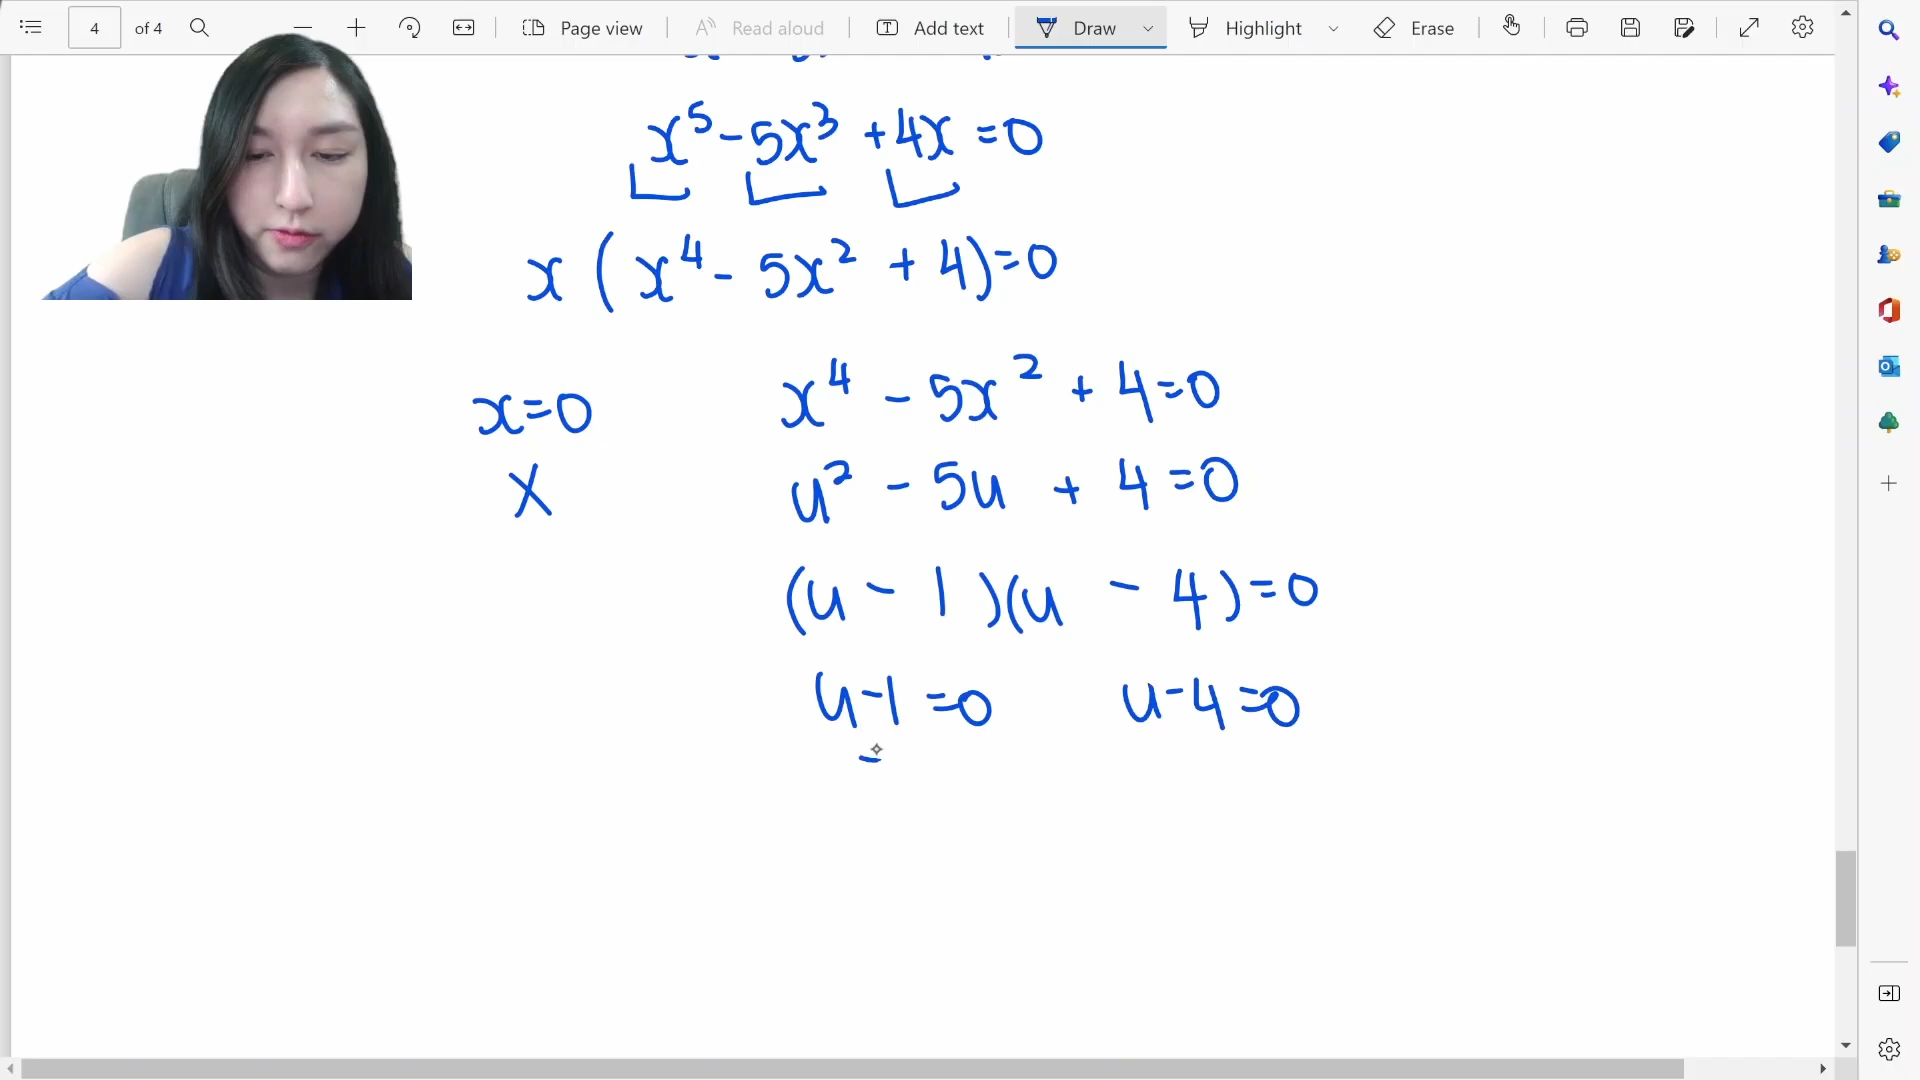 4 of 4 Page view Read aloud Add text Draw Highlight Erase
x⁵ - 5x³ + 4x = 0
x ( x⁴ - 5x² + 4) = 0
x⁴ - 5x² + 4 = 0
x = 0
u² - 5u + 4 = 0
X
(u - 1)(u - 4) = 0
u - 1 = 0 u - 4 = 0